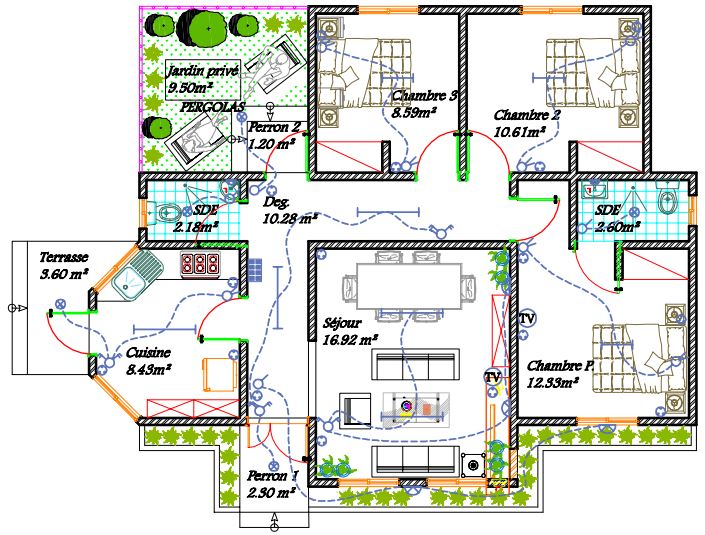 Jardin privé
9.50m²
PERGOLAS
Perron 2
1.20 m²
Chambre 3
8.59m²
Chambre 2
10.61m²
SDE
2.18m²
Deg.
10.28 m²
SDE
2.60m²
Terrasse
3.60 m²
Cuisine
8.43m²
Séjour
16.92 m²
TV
TV
Chambre P.
12.33m²
Perron 1
2.30 m²